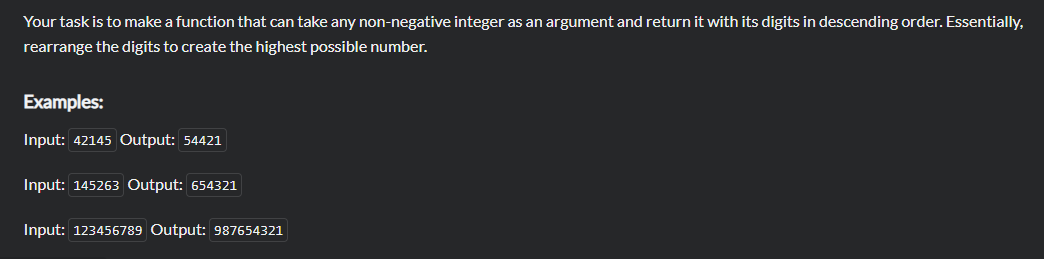 Your task is to make a function that can take any non-negative integer as an argument and return it with its digits in descending order. Essentially,
rearrange the digits to create the highest possible number.
Examples:
Input: 42145 Output: 54421
Input: 145263 Output: 654321
Input: 123456789 Output: 987654321